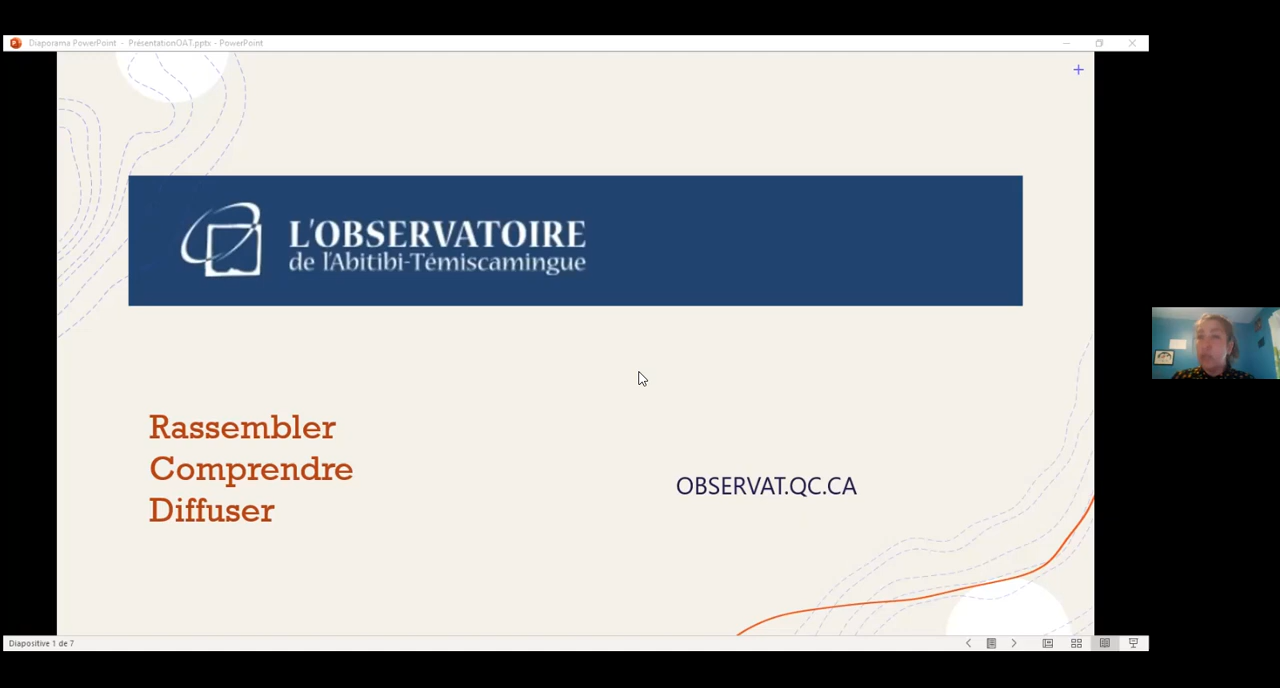 Diaporama PowerPoint - PrésentationOAT.pptx - PowerPoint
L'OBSERVATOIRE
de l'Abitibi-Témiscamingue
Rassembler
Comprendre
Diffuser
OBSERVAT.QC.CA
Diapositive 1 de 7